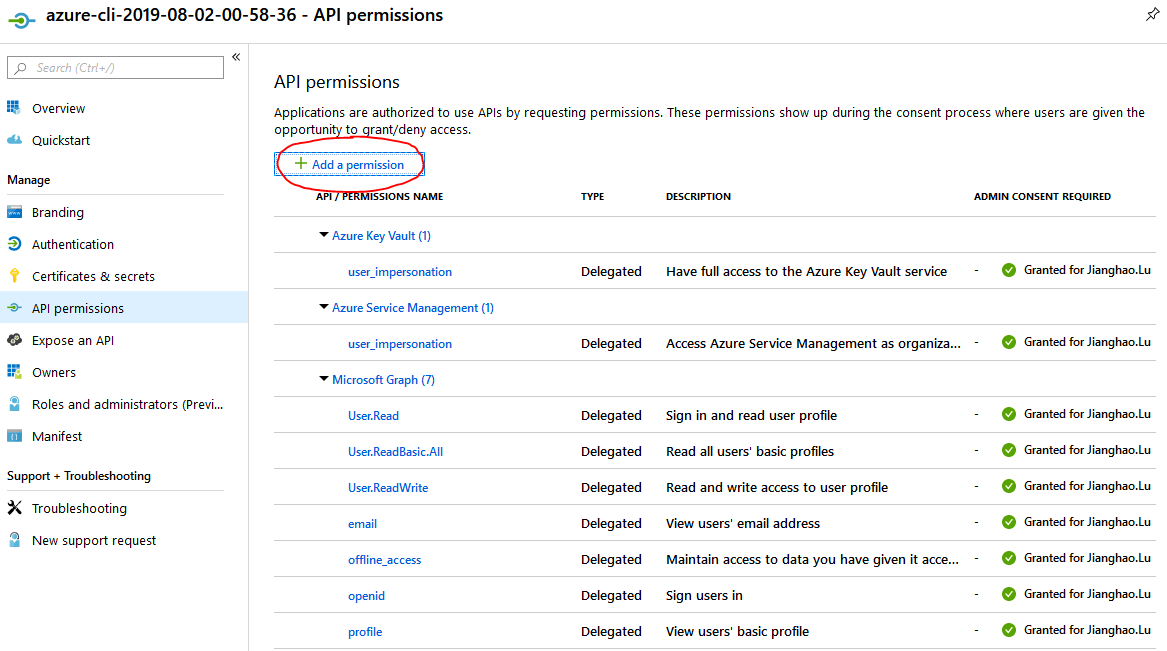 azure-cli-2019-08-02-00-58-36 - API permissions
«
Search (Ctrl+/)
Overview
Quickstart
Manage
Branding
Authentication
Certificates & secrets
API permissions
Expose an API
Owners
Roles and administrators (Previ...
Manifest
Support + Troubleshooting
Troubleshooting
New support request
API permissions
Applications are authorized to use APIs by requesting permissions. These permissions show up during the consent process where users are given the
opportunity to grant/deny access.
+ Add a permission
API / PERMISSIONS NAME TYPE DESCRIPTION ADMIN CONSENT REQUIRED
Azure Key Vault (1)
user_impersonation Delegated Have full access to the Azure Key Vault service - Granted for Jianghao.Lu
Azure Service Management (1)
user_impersonation Delegated Access Azure Service Management as organiza... - Granted for Jianghao.Lu
Microsoft Graph (7)
User.Read Delegated Sign in and read user profile - Granted for Jianghao.Lu
User.ReadBasic.All Delegated Read all users' basic profiles - Granted for Jianghao.Lu
User.ReadWrite Delegated Read and write access to user profile - Granted for Jianghao.Lu
email Delegated View users' email address - Granted for Jianghao.Lu
offline_access Delegated Maintain access to data you have given it acce... - Granted for Jianghao.Lu
openid Delegated Sign users in - Granted for Jianghao.Lu
profile Delegated View users' basic profile - Granted for Jianghao.Lu